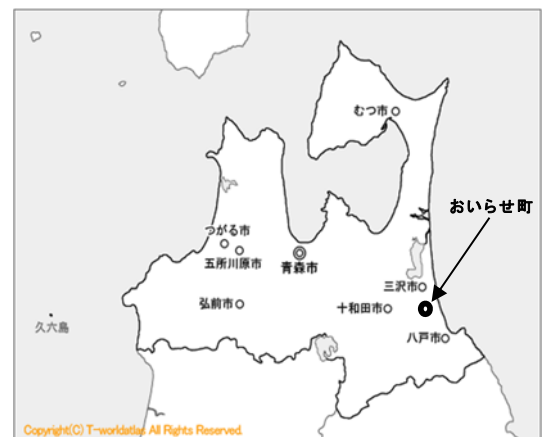 むつ市
おいらせ町
つがる市
五所川原市
青森市
三沢市
弘前市
十和田市
久六島
八戸市
Copyright(C) T-worldatlas All Rights Reserved.